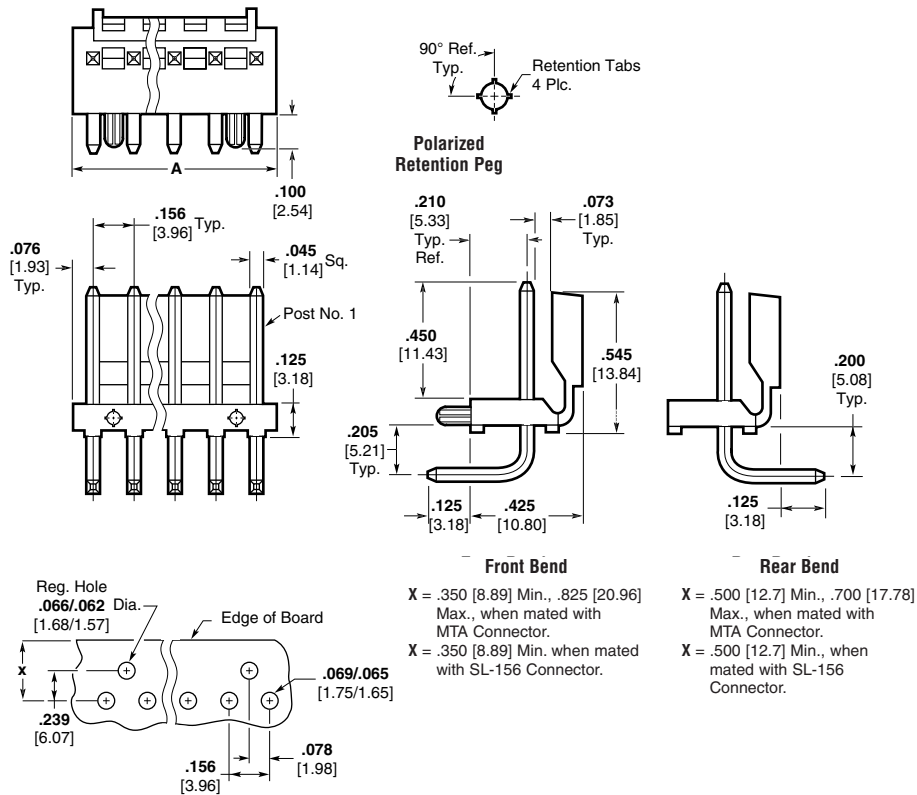 90° Ref.
Typ.
Retention Tabs
4 Plc.
Polarized
Retention Peg
A
.100
[2.54]
.156
[3.96]
Typ.
.076
[1.93]
Typ.
.045
[1.14]
Sq.
Post No. 1
.125
[3.18]
.210
[5.33]
Typ.
Ref.
.073
[1.85]
Typ.
.450
[11.43]
.545
[13.84]
.205
[5.21]
Typ.
.125
[3.18]
.425
[10.80]
.200
[5.08]
Typ.
.125
[3.18]
Front Bend
X = .350 [8.89] Min., .825 [20.96]
Max., when mated with
MTA Connector.
X = .350 [8.89] Min. when mated
with SL-156 Connector.
Rear Bend
X = .500 [12.7] Min., .700 [17.78]
Max., when mated with
MTA Connector.
X = .500 [12.7] Min., when
mated with SL-156
Connector.
Reg. Hole
.066/.062
[1.68/1.57]
Dia.
Edge of Board
x
.069/.065
[1.75/1.65]
.239
[6.07]
.078
[1.98]
.156
[3.96]